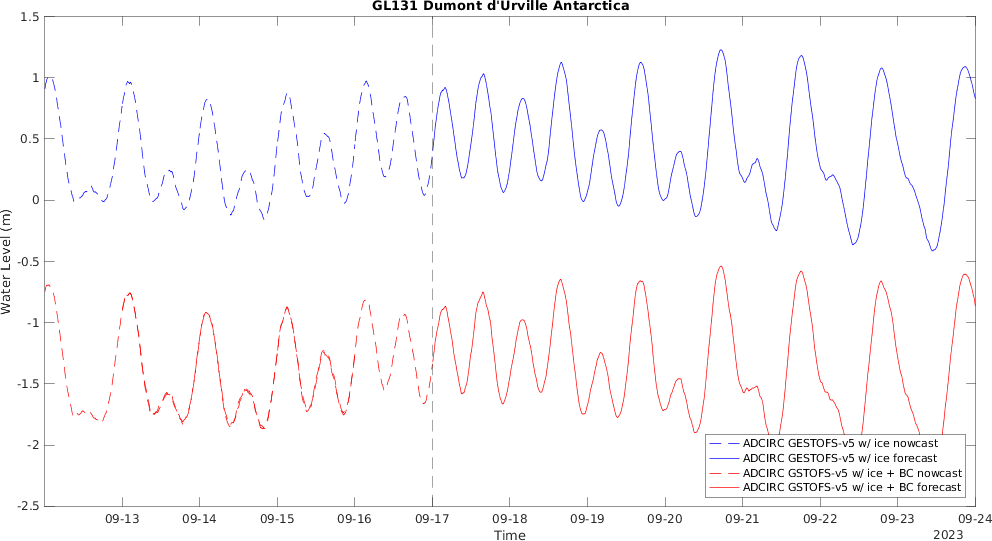 GL131 Dumont d'Urville Antarctica
1.5
1
0.5
0
-0.5
-1
-1.5
-2
-2.5
Water Level (m)
ADCIRC GESTOFS-v5 w/ ice nowcast
ADCIRC GESTOFS-v5 w/ ice forecast
ADCIRC GSTOFS-v5 w/ ice + BC nowcast
ADCIRC GSTOFS-v5 w/ ice + BC forecast
09-13 09-14 09-15 09-16 09-17 09-18 09-19 09-20 09-21 09-22 09-23 09-24
Time
2023